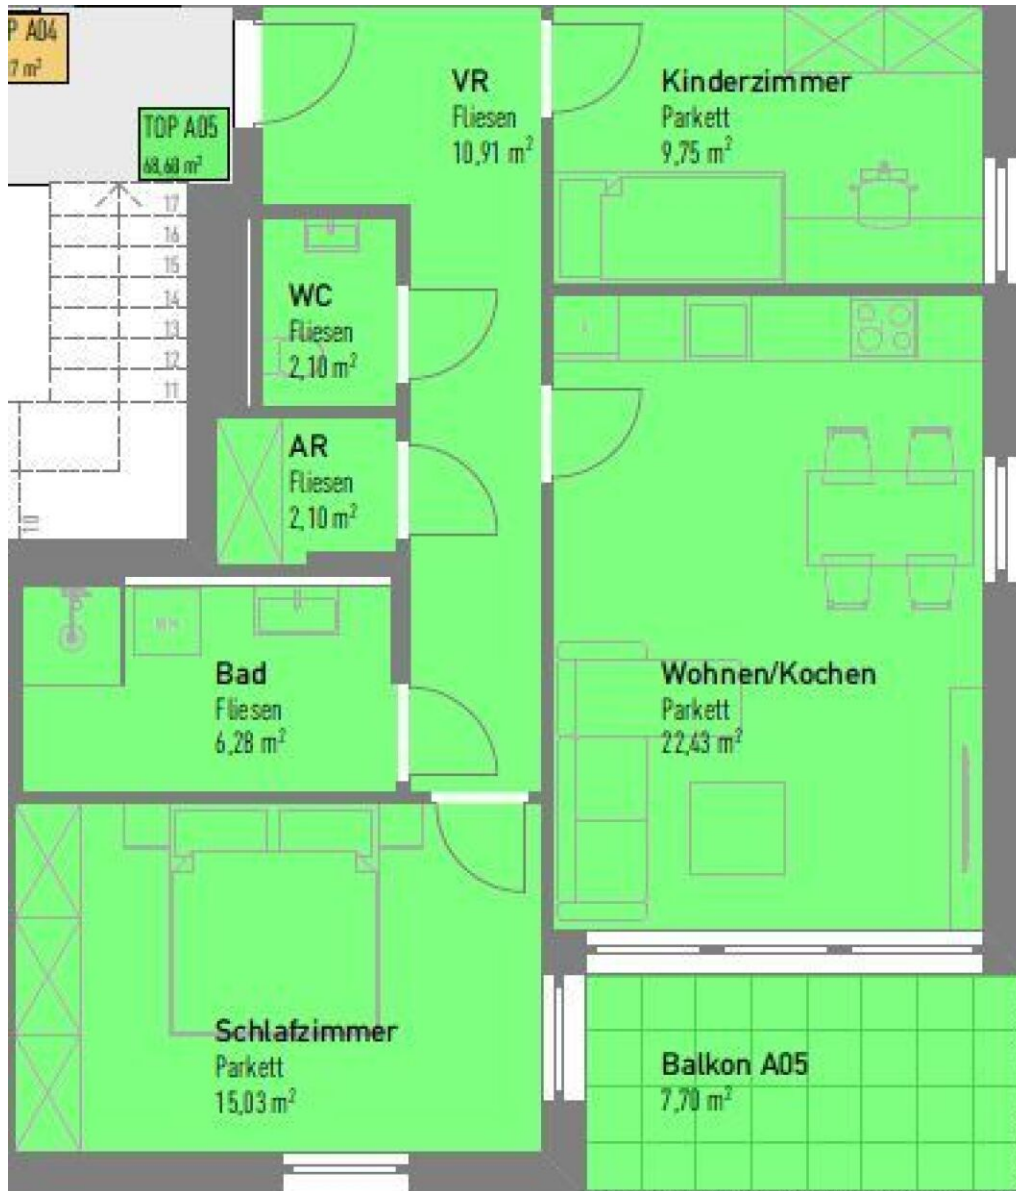 P A04
7 m²
TOP A05
68,60 m²
VR
Fliesen
10,91 m²
Kinderzimmer
Parkett
9,75 m²
17
16
15
14
13
12
11
10
WC
Fliesen
2,10 m²
AR
Fliesen
2,10 m²
Bad
Fliesen
6,28 m²
Wohnen/Kochen
Parkett
22,43 m²
Schlafzimmer
Parkett
15,03 m²
Balkon A05
7,70 m²